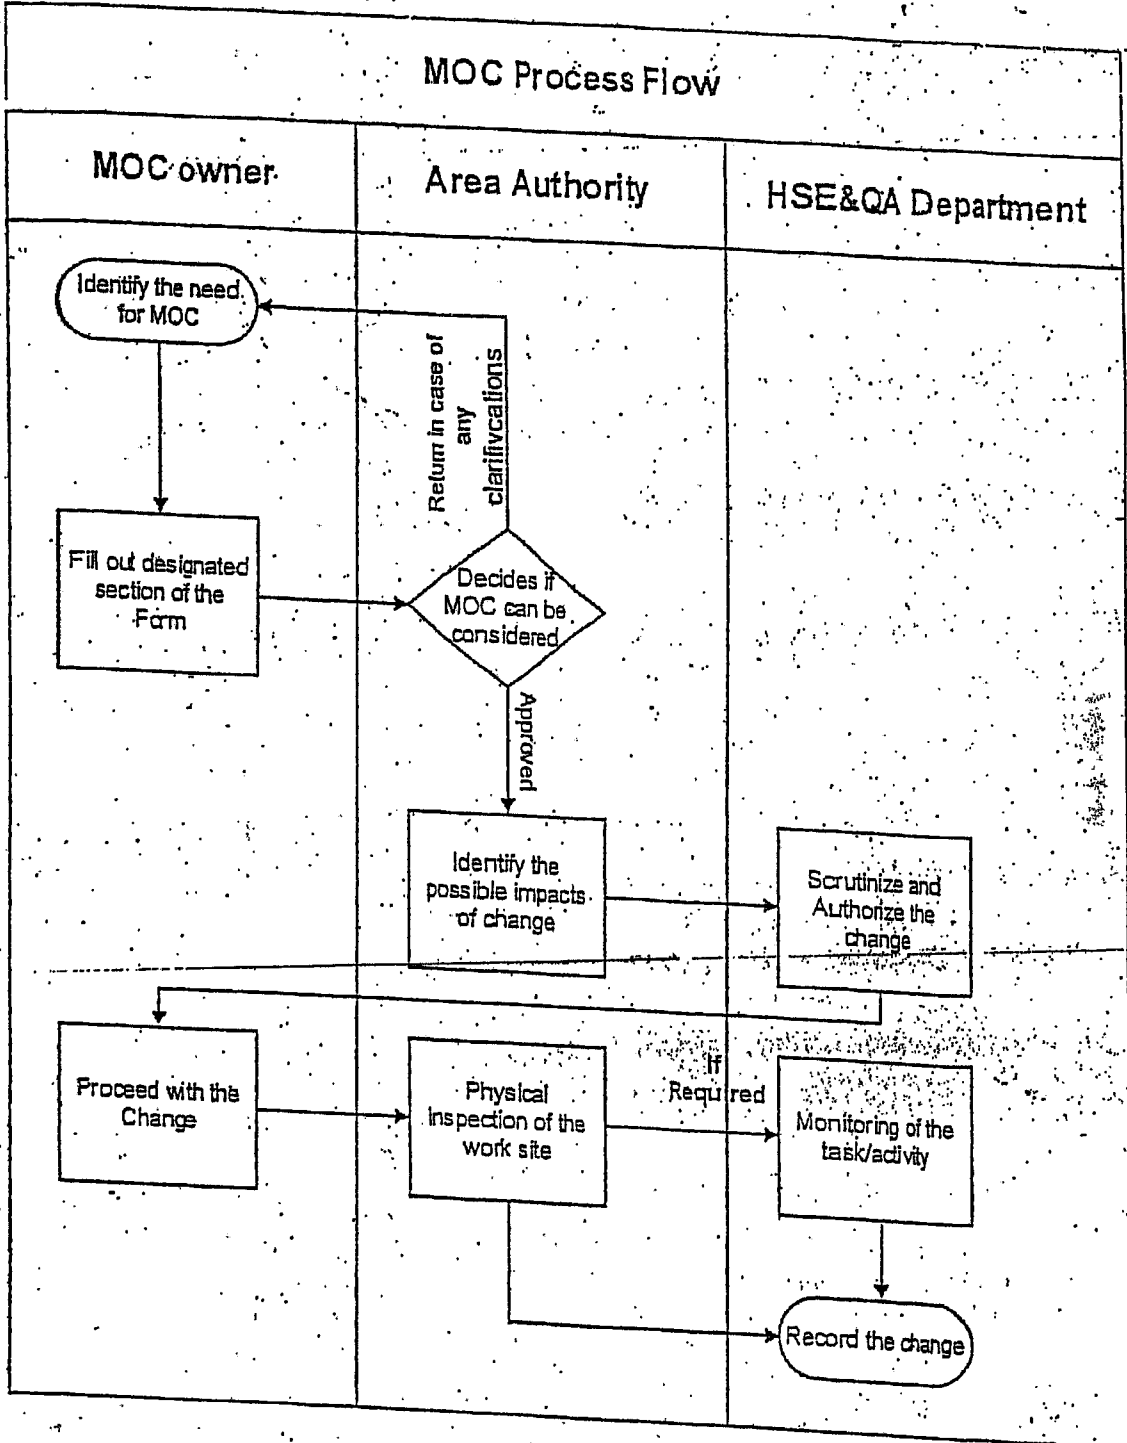 MOC Process Flow
MOC owner
Area Authority
HSE&QA Department
Identify the need
for MOC
Return in case of
any
clarifivcations
Fill out designated
section of the
Form
Decides if
MOC can be
considered
Approved
Identify the
possible impacts
of change
Scrutinize and
Authorize the
change
Proceed with the
Change
Physical
inspection of the
work site
If
Required
Monitoring of the
task/activity
Record the change